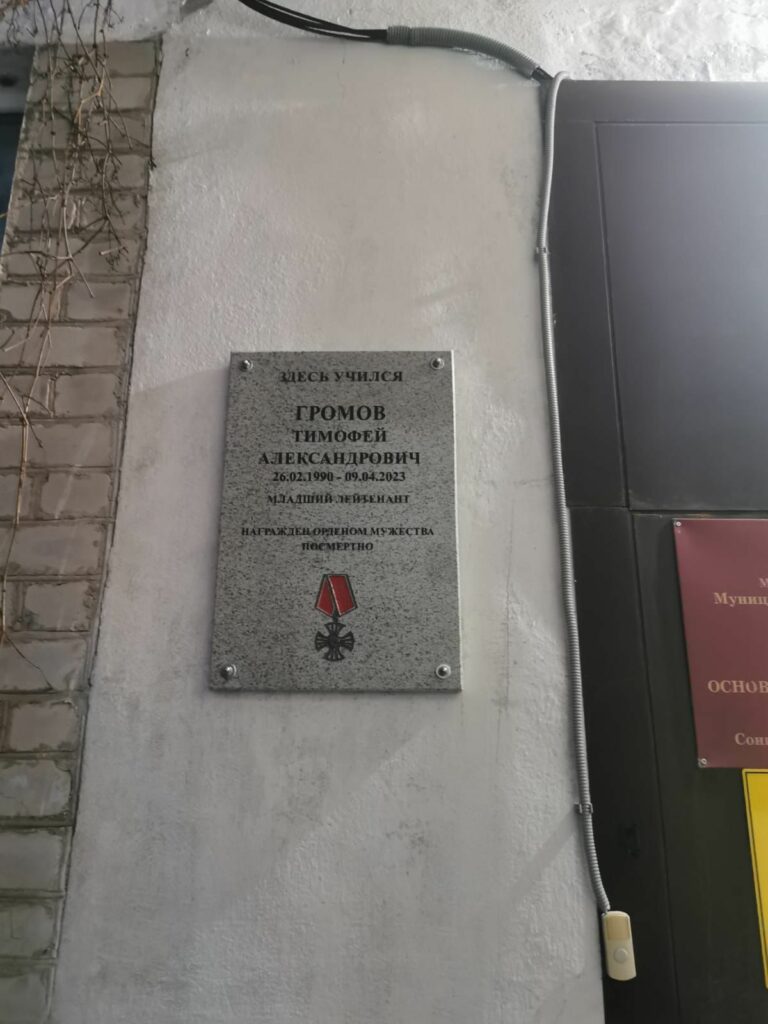 ЗДЕСЬ УЧИЛСЯ
ГРОМОВ
ТИМОФЕЙ
АЛЕКСАНДРОВИЧ
26.02.1990 - 09.04.2023
МЛАДШИЙ ЛЕЙТЕНАНТ
НАГРАЖДЕН ОРДЕНОМ МУЖЕСТВА
ПОСМЕРТНО